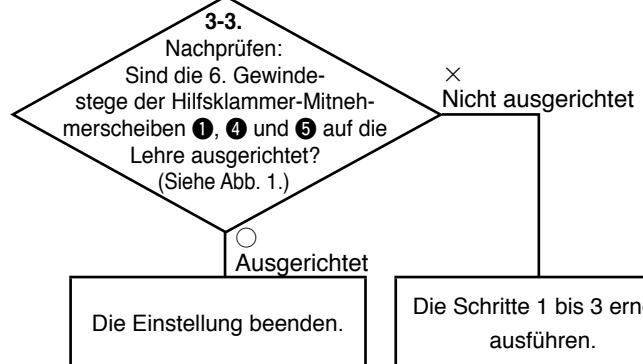 3-3.
Nachprüfen:
Sind die 6. Gewinde-
stege der Hilfsklammer-Mitneh-
merscheiben ❶, ❹ und ❺ auf die
Lehre ausgerichtet?
(Siehe Abb. 1.)
×
Nicht ausgerichtet
○
Ausgerichtet
Die Einstellung beenden.
Die Schritte 1 bis 3
ausführen.